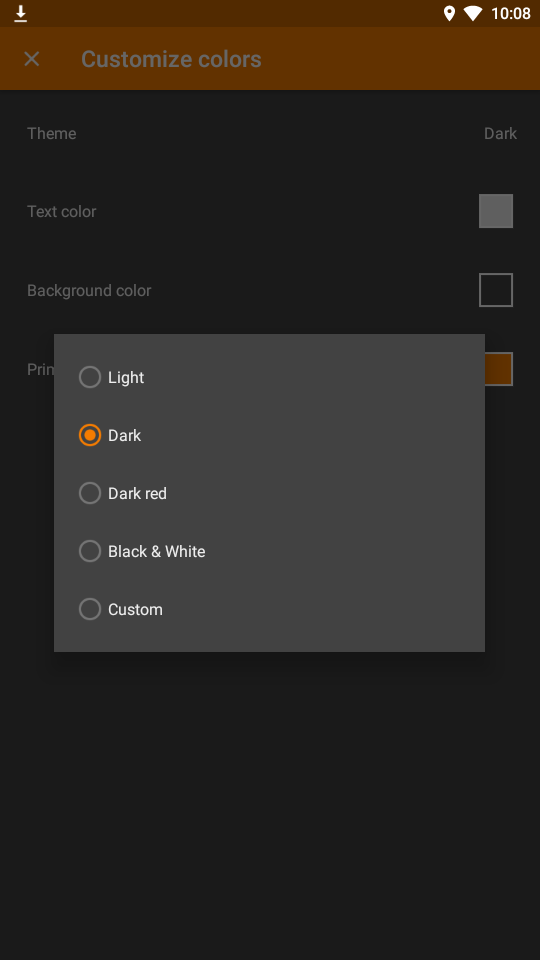 10:08
Customize colors
Theme Dark
Text color
Background color
Prin
Light
Dark
Dark red
Black & White
Custom